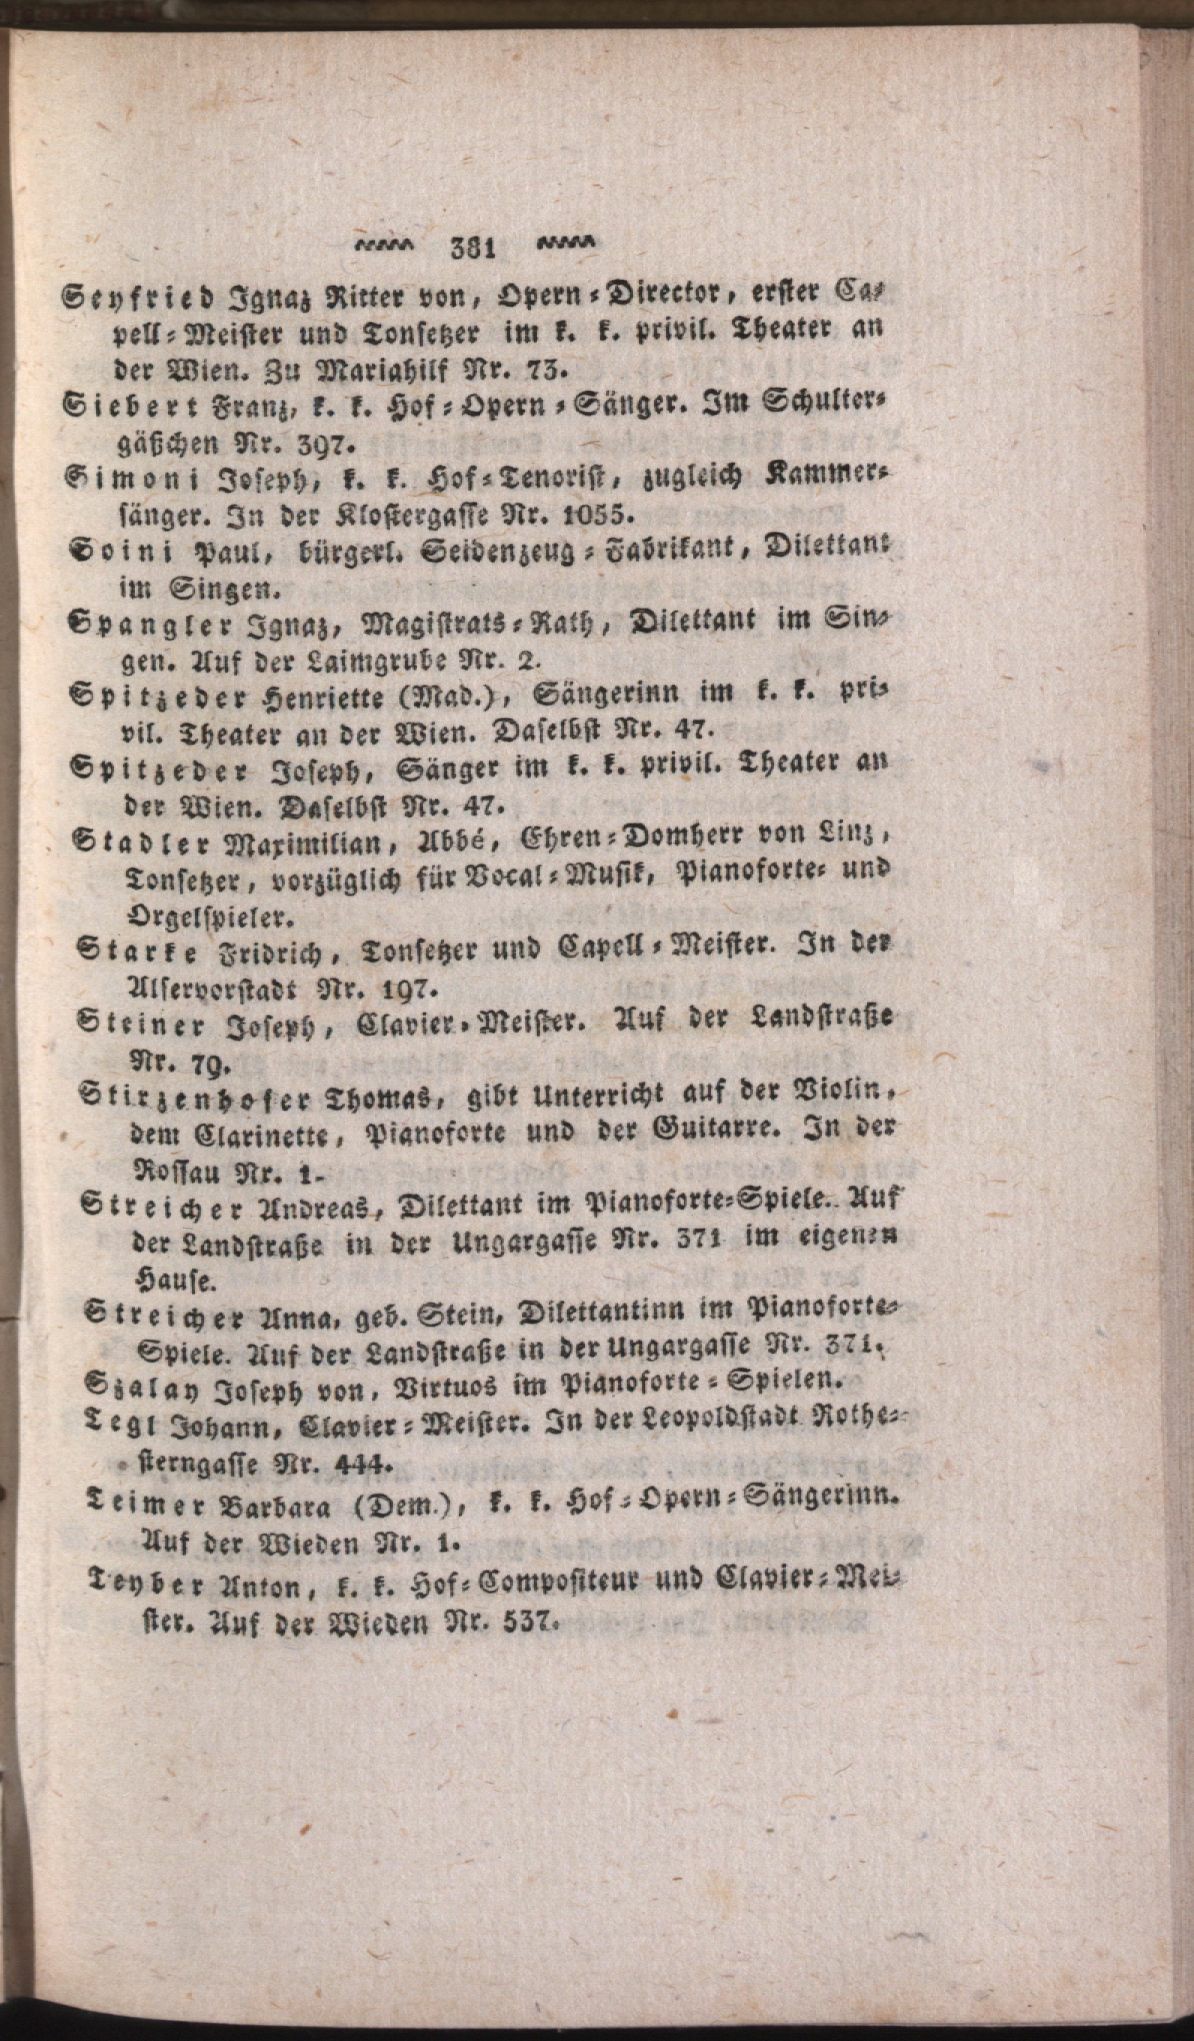 381
Seyfried Ignaz Ritter von, Opern-Director, erster Ca-
pell-Meister und Tonsetzer im k. k. privil. Theater an
der Wien. Zu Mariahilf Nr. 73.
Siebert Franz, k. k. Hof-Opern-Sänger. Im Schulter-
gäßchen Nr. 397.
Simoni Joseph, k. k. Hof-Tenorist, zugleich Kammer-
sänger. In der Klostergasse Nr. 1055.
Soini Paul, bürgerl. Seidenzeug-Fabrikant, Dilettant
im Singen.
Spangler Ignaz, Magistrats-Rath, Dilettant im Sin-
gen. Auf der Laimgrube Nr. 2.
Spitzeder Henriette (Mad.), Sängerinn im k. k. pri-
vil. Theater an der Wien. Daselbst Nr. 47.
Spitzeder Joseph, Sänger im k. k. privil. Theater an
der Wien. Daselbst Nr. 47.
Stadler Maximilian, Abbé, Ehren-Domherr von Linz,
Tonsetzer, vorzüglich für Vocal-Musik, Pianoforte- und
Orgelspieler.
Starke Fridrich, Tonsetzer und Capell-Meister. In der
Alservorstadt Nr. 197.
Steiner Joseph, Clavier-Meister. Auf der Landstraße
Nr. 79.
Stirzenhofer Thomas, gibt Unterricht auf der Violin,
dem Clarinette, Pianoforte und der Guitarre. In der
Rossau Nr. 1.
Streicher Andreas, Dilettant im Pianoforte-Spiele. Auf
der Landstraße in der Ungargasse Nr. 371 im eigenen
Hause.
Streicher Anna, geb. Stein, Dilettantinn im Pianoforte-
Spiele. Auf der Landstraße in der Ungargasse Nr. 371.
Szalay Joseph von, Virtuos im Pianoforte-Spielen.
Tegl Johann, Clavier-Meister. In der Leopoldstadt Rothe-
sterngasse Nr. 444.
Teimer Barbara (Dem.), k. k. Hof-Opern-Sängerinn.
Auf der Wieden Nr. 1.
Teyber Anton, k. k. Hof-Compositeur und Clavier-Mei-
ster. Auf der Wieden Nr. 537.